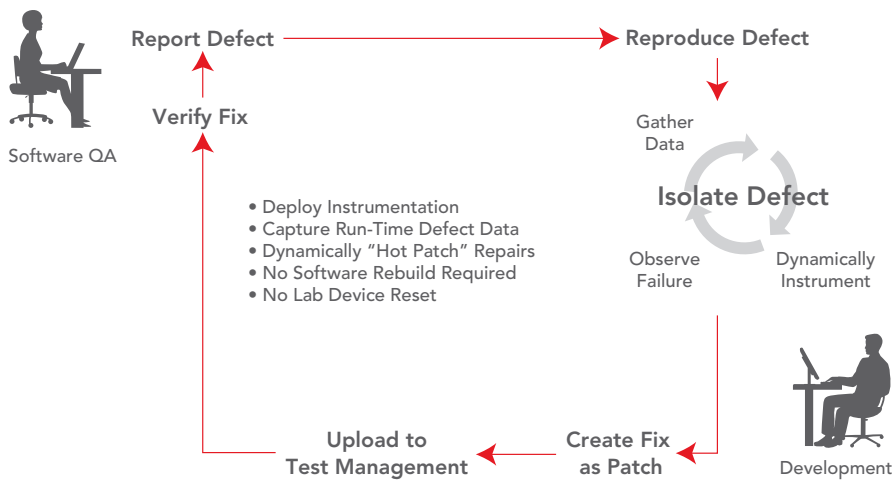 Report Defect
Reproduce Defect
Verify Fix
Software QA
Gather
Data
Isolate Defect
• Deploy Instrumentation
• Capture Run-Time Defect Data
• Dynamically “Hot Patch” Repairs
• No Software Rebuild Required
• No Lab Device Reset
Observe
Failure
Dynamically
Instrument
Upload to
Test Management
Create Fix
as Patch
Development